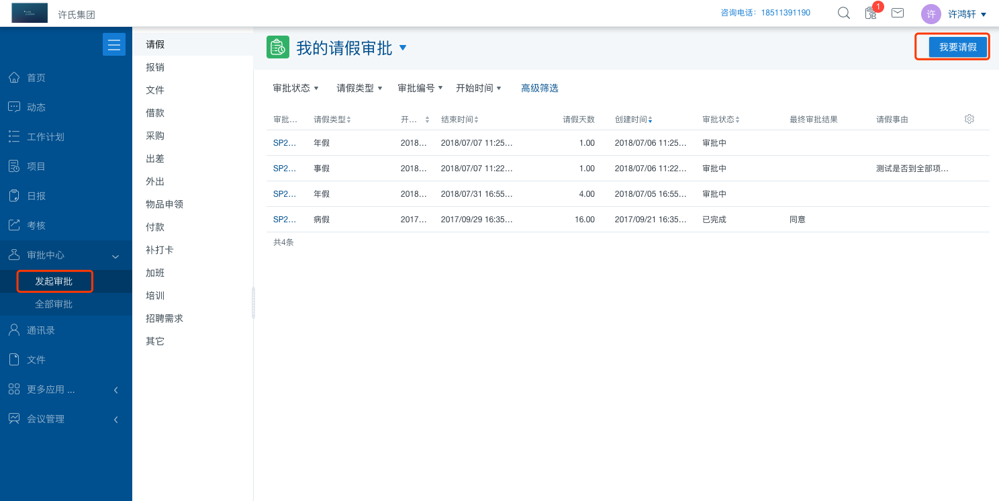 许氏集团
咨询电话: 18511391190
1
许
许鸿轩
首页
动态
工作计划
项目
日报
考核
审批中心
发起审批
全部审批
通讯录
文件
更多应用 ...
会议管理
请假
报销
文件
借款
采购
出差
外出
物品申领
付款
补打卡
加班
培训
招聘需求
其它
我的请假审批
我要请假
审批状态 请假类型 审批编号 开始时间 高级筛选
审批... 请假类型 开... 结束时间 请假天数 创建时间 审批状态 最终审批结果 请假事由
SP2... 年假 2018... 2018/07/07 11:25... 1.00 2018/07/06 11:25... 审批中
SP2... 事假 2018... 2018/07/07 11:22... 1.00 2018/07/06 11:22... 审批中 测试是否到全部项...
SP2... 年假 2018... 2018/07/31 16:55... 4.00 2018/07/05 16:55... 审批中
SP2... 病假 2017... 2017/09/29 16:35... 16.00 2017/09/21 16:35... 已完成 同意
共4条